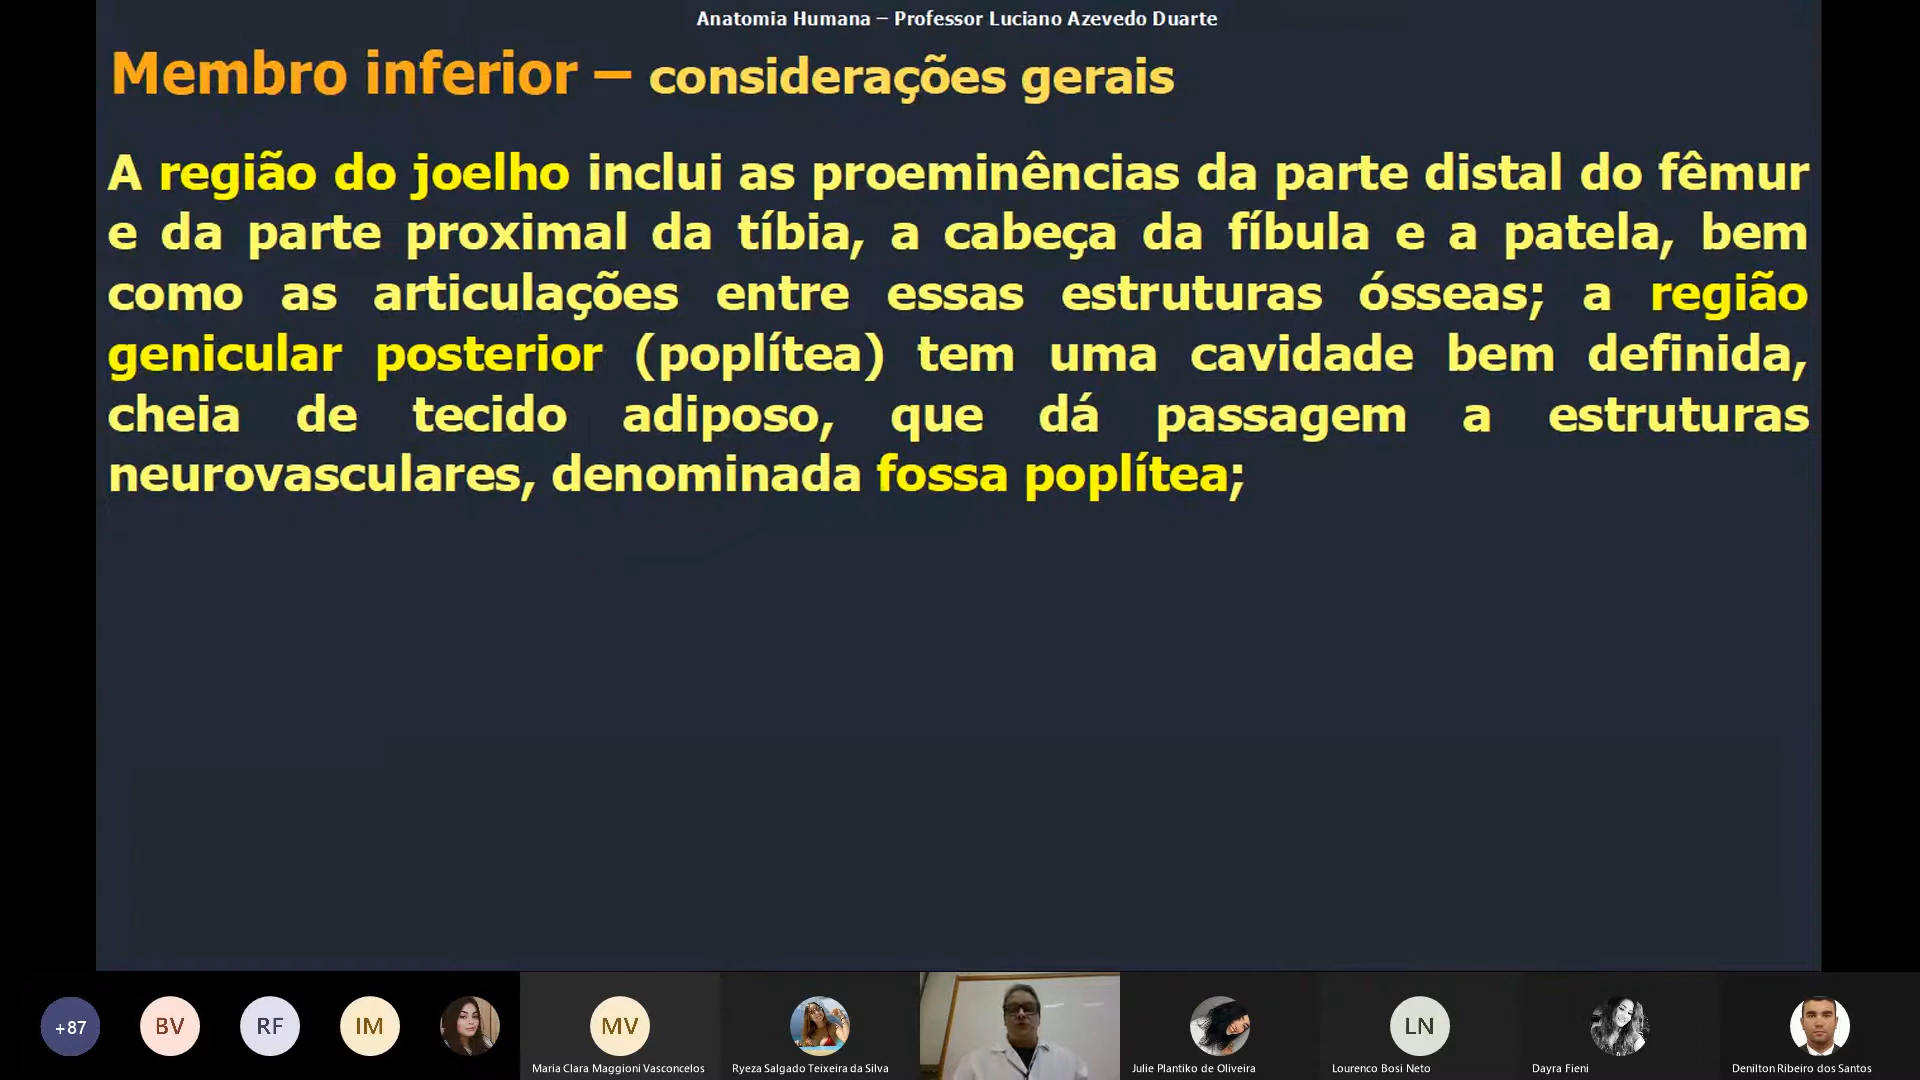 Anatomia Humana – Professor Luciano Azevedo Duarte
Membro inferior – considerações gerais
A região do joelho inclui as proeminências da parte distal do fêmur
e da parte proximal da tíbia, a cabeça da fíbula e a patela, bem
como as articulações entre essas estruturas ósseas; a região
genicular posterior (poplítea) tem uma cavidade bem definida,
cheia de tecido adiposo, que dá passagem a estruturas
neurovasculares, denominada fossa poplítea;
+87
BV
RF
IM
MV
LN
Maria Clara Maggioni Vasconcelos
Ryeza Salgado Teixeira da Silva
Julie Plantiko de Oliveira
Lourenco Bosi Neto
Dayra Fieni
Denilton Ribeiro dos Santos